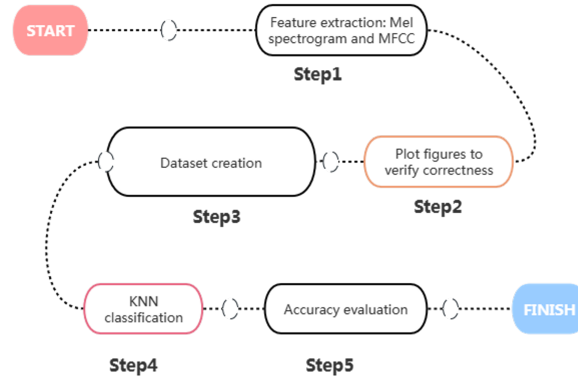 START
Feature extraction: Mel
spectrogram and MFCC
Step1
Plot figures to
verify correctness
Step2
Dataset creation
Step3
KNN
classification
Step4
Accuracy evaluation
Step5
FINISH